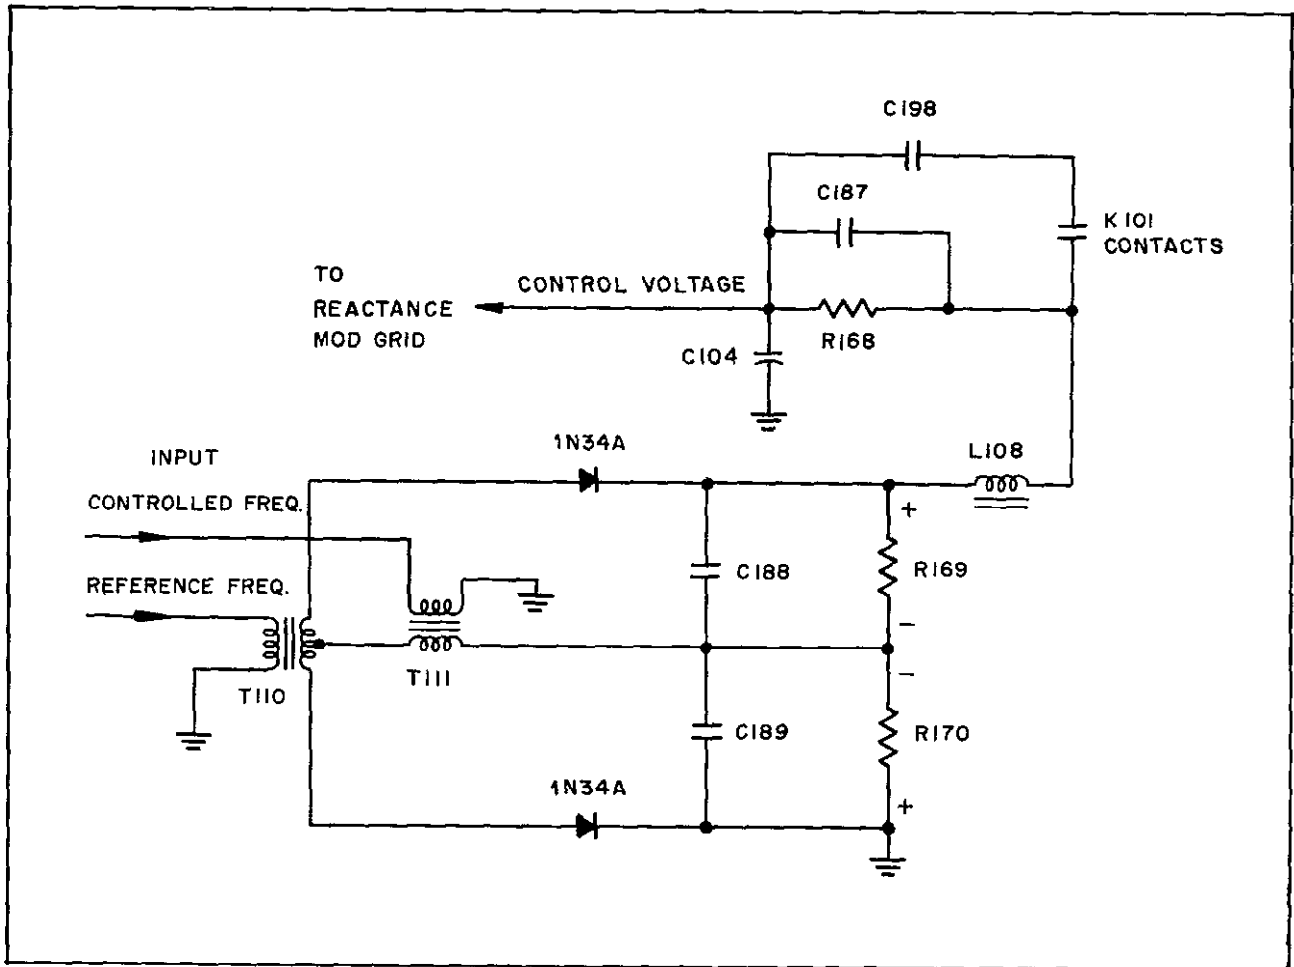 C198
C187
K101
CONTACTS
TO
REACTANCE
MOD GRID
CONTROL VOLTAGE
R168
C104
1N34A
L108
INPUT
CONTROLLED FREQ.
REFERENCE FREQ.
+
C188
R169
-
T110
T111
-
C189
R170
1N34A
+